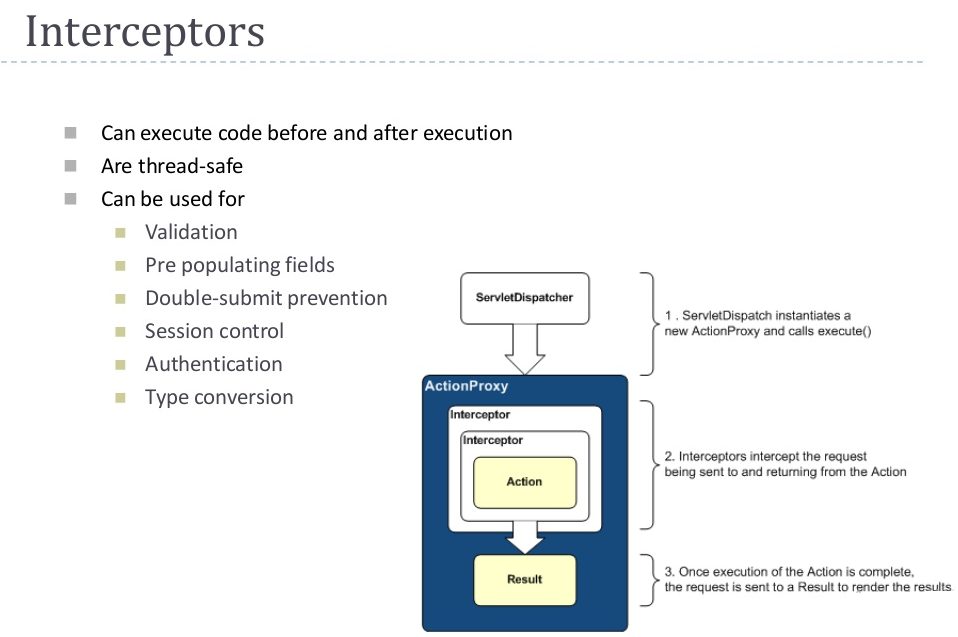 Interceptors
Can execute code before and after execution
Are thread-safe
Can be used for
Validation
Pre populating fields
Double-submit prevention
Session control
Authentication
Type conversion
ServletDispatcher
1 . ServletDispatch instantiates a
new ActionProxy and calls execute()
ActionProxy
Interceptor
Interceptor
Action
2. Interceptors intercept the request
being sent to and returning from the Action
Result
3. Once execution of the Action is complete,
the request is sent to a Result to render the results.